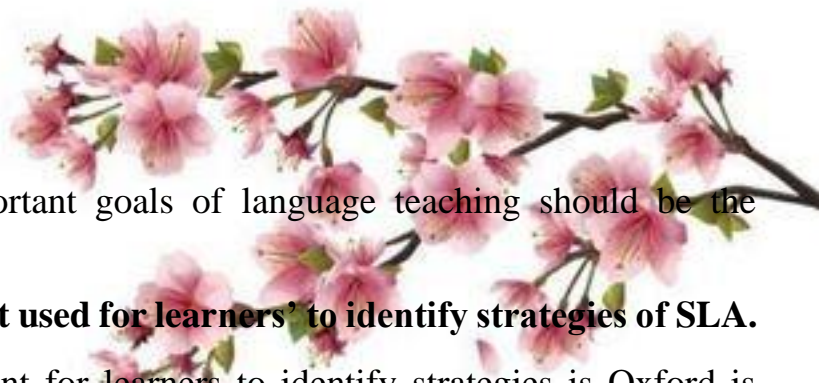 ortant goals of language teaching should be the
t used for learners' to identify strategies of SLA.
nt for learners to identify strategies is Oxford is